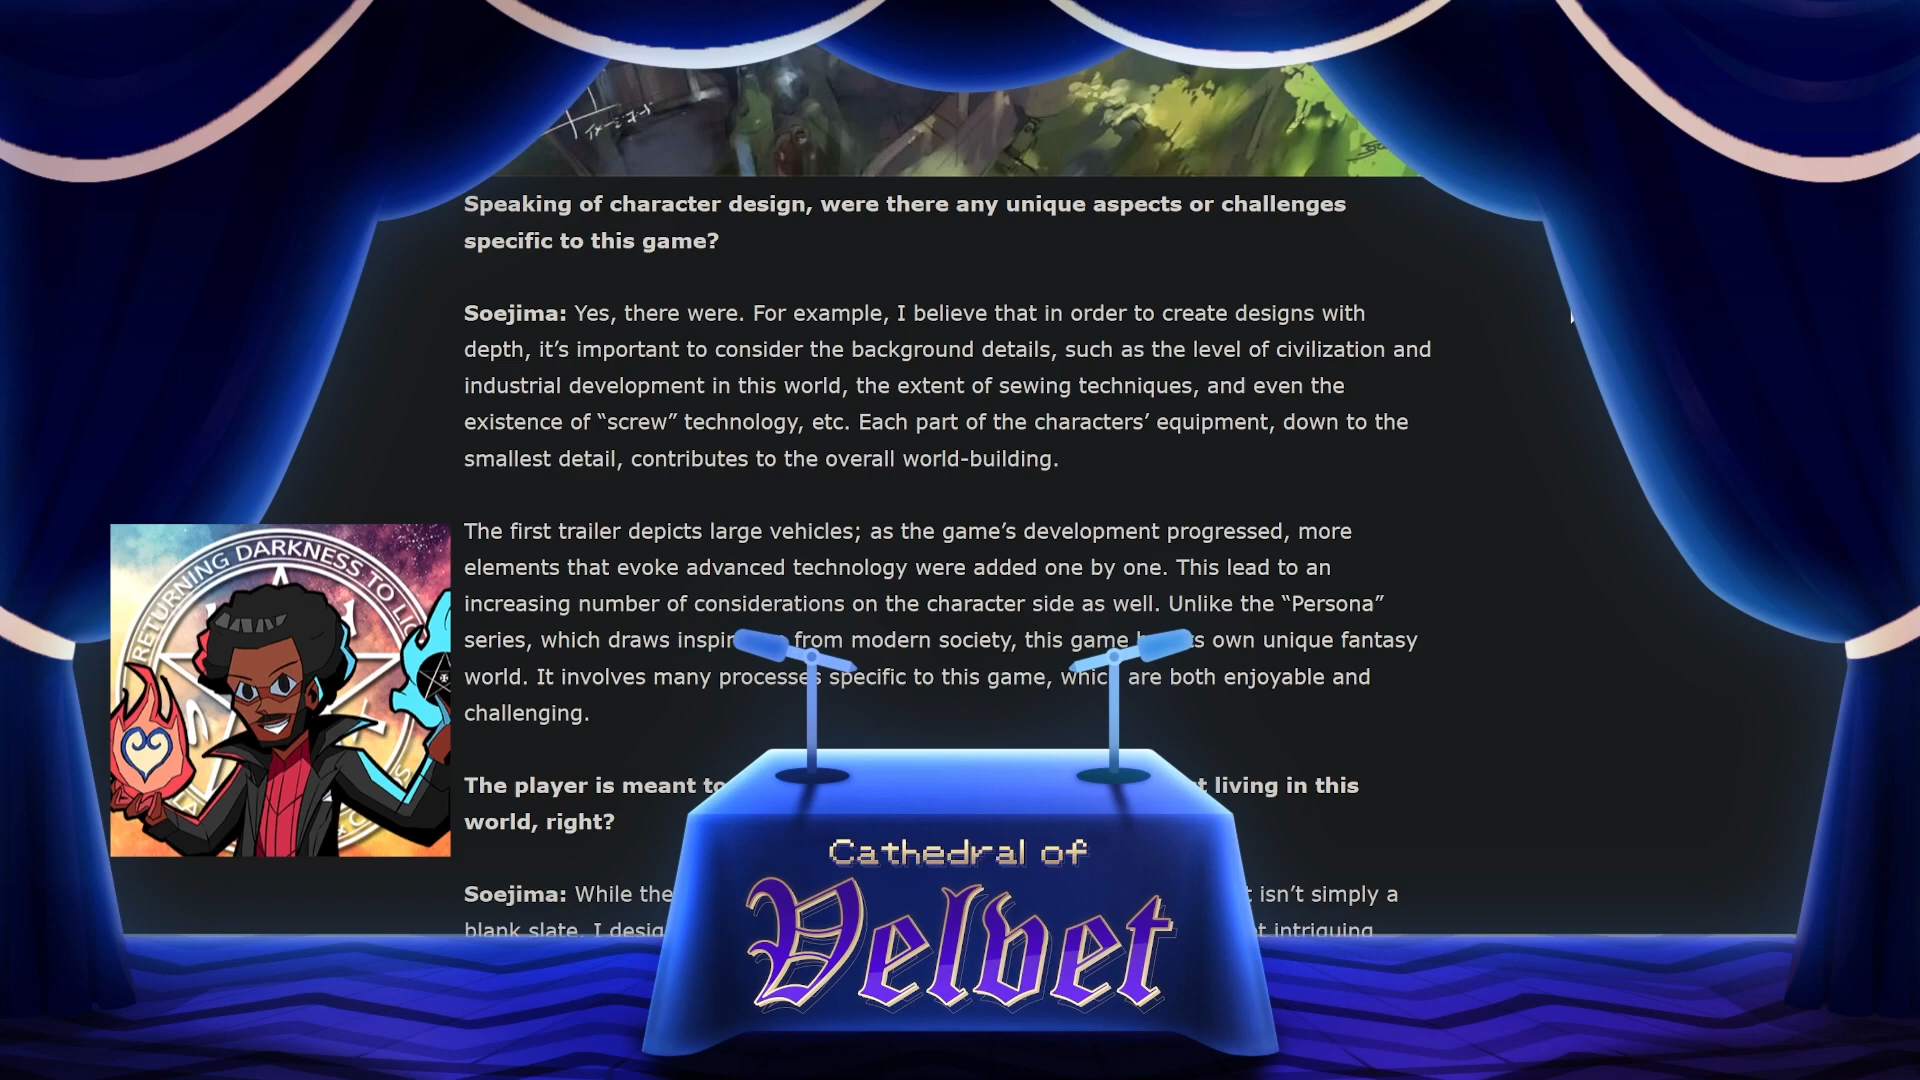 Speaking of character design, were there any unique aspects or challenges
specific to this game?
Soejima: Yes, there were. For example, I believe that in order to create designs with
depth, it’s important to consider the background details, such as the level of civilization and
industrial development in this world, the extent of sewing techniques, and even the
existence of “screw” technology, etc. Each part of the characters’ equipment, down to the
smallest detail, contributes to the overall world-building.
The first trailer depicts large vehicles; as the game’s development progressed, more
elements that evoke advanced technology were added one by one. This lead to an
increasing number of considerations on the character side as well. Unlike the “Persona”
series, which draws from modern society, this game own unique fantasy
world. It involves many processes specific to this game, which are both enjoyable and
challenging.
The player is meant to living in this
world, right?
Soejima: While the isn’t simply a
blank slate. I intriguing
RETURNING DARKNESS TO
Cathedral of
Velvet